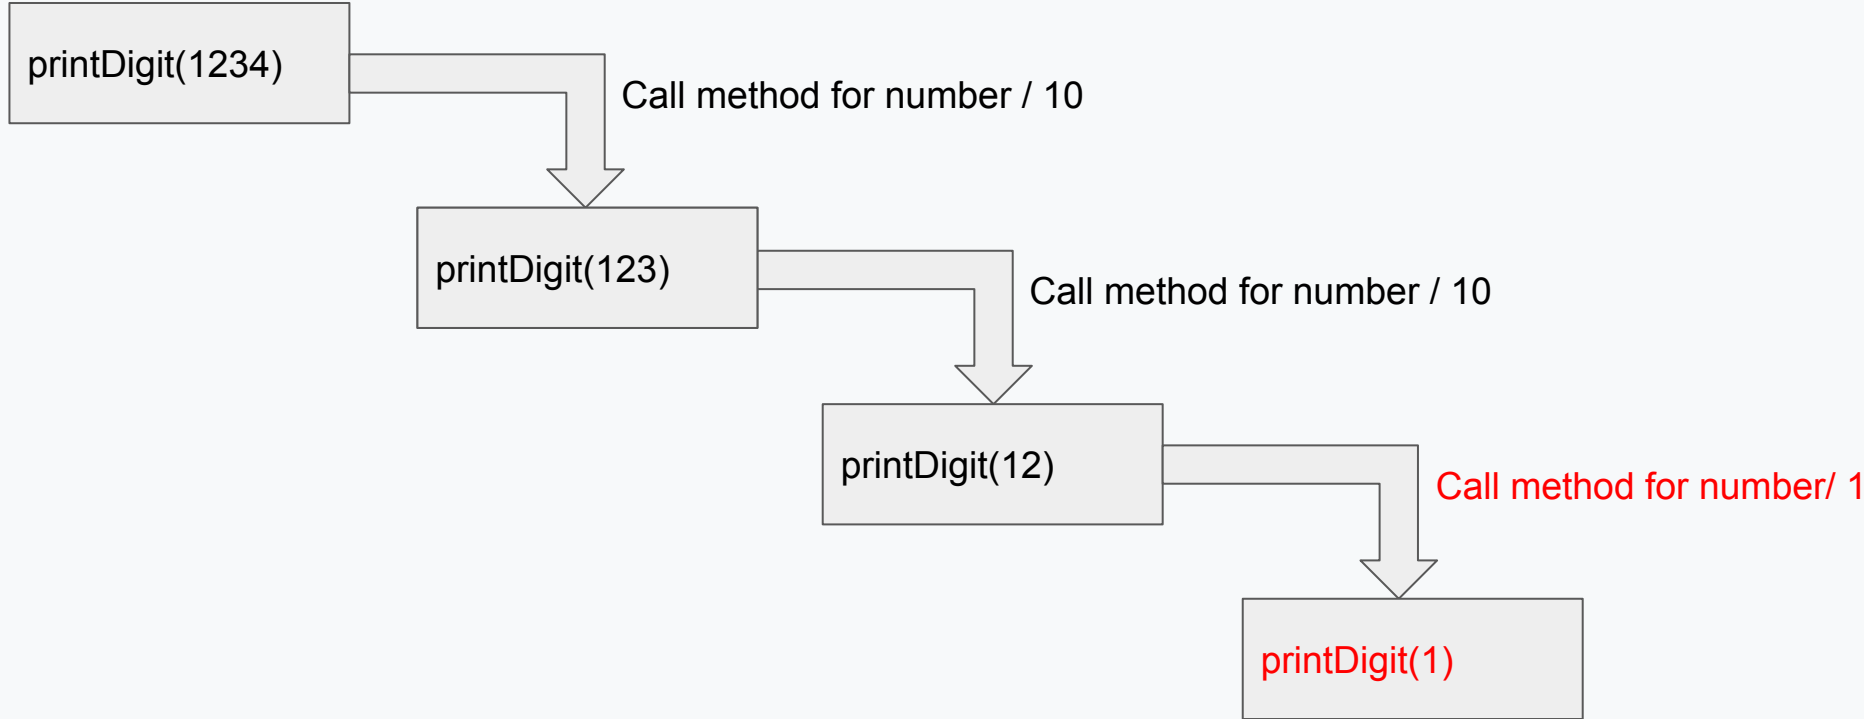 printDigit(1234)
Call method for number / 10
printDigit(123)
Call method for number / 10
printDigit(12)
Call method for number/ 1
printDigit(1)